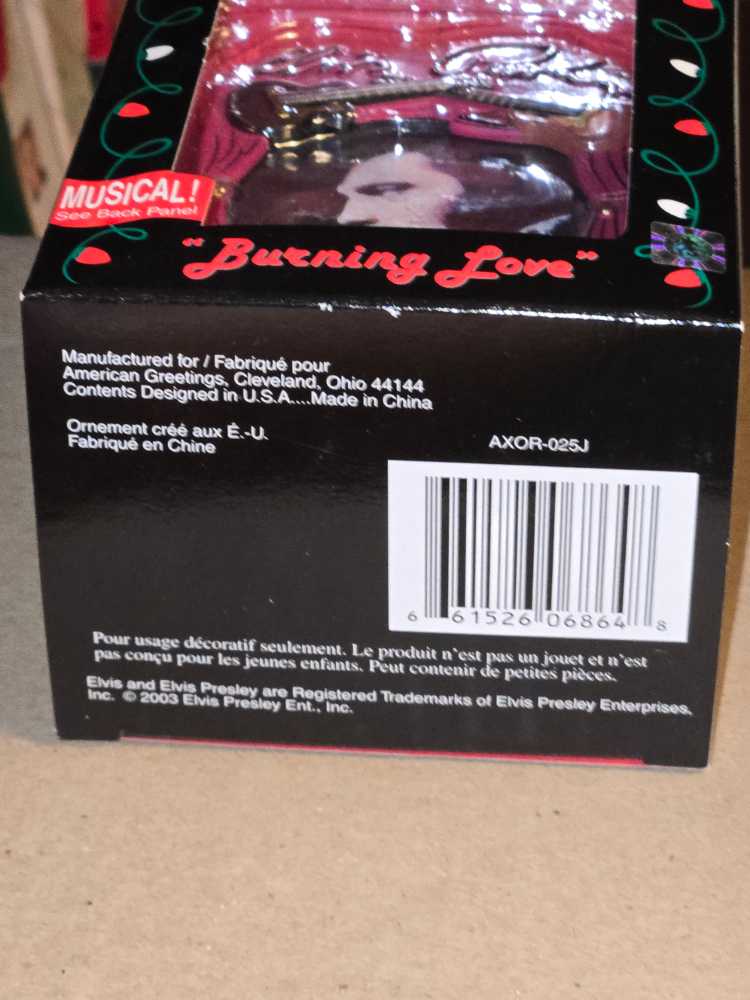 MUSICAL!
See Back Panel
"Burning Love"
Manufactured for / Fabriqué pour
American Greetings, Cleveland, Ohio 44144
Contents Designed in U.S.A....Made in China
Ornement créé aux É.-U.
Fabriqué en Chine
AXOR-025J
6 61526 06864 8
Pour usage décoratif seulement. Le produit n'est pas un jouet et n'est
pas conçu pour les jeunes enfants. Peut contenir de petites pièces.
Elvis and Elvis Presley are Registered Trademarks of Elvis Presley Enterprises,
Inc. © 2003 Elvis Presley Ent., Inc.